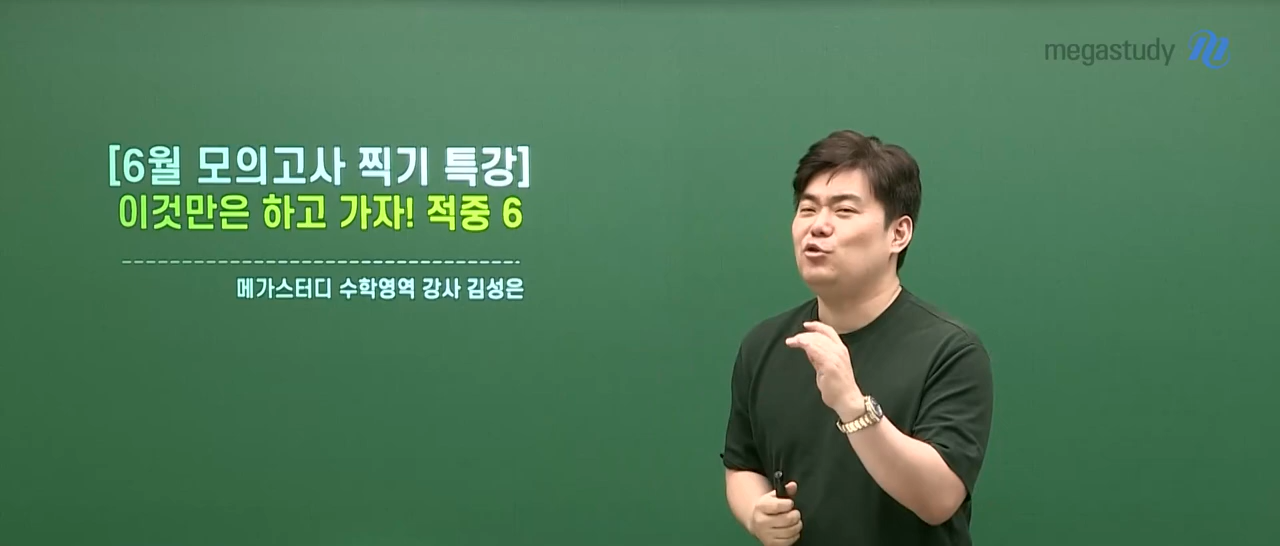 megastudy
[6월 모의고사 찍기 특강]
이것만은 하고 가자! 적중 6
메가스터디 수학영역 강사 김성은